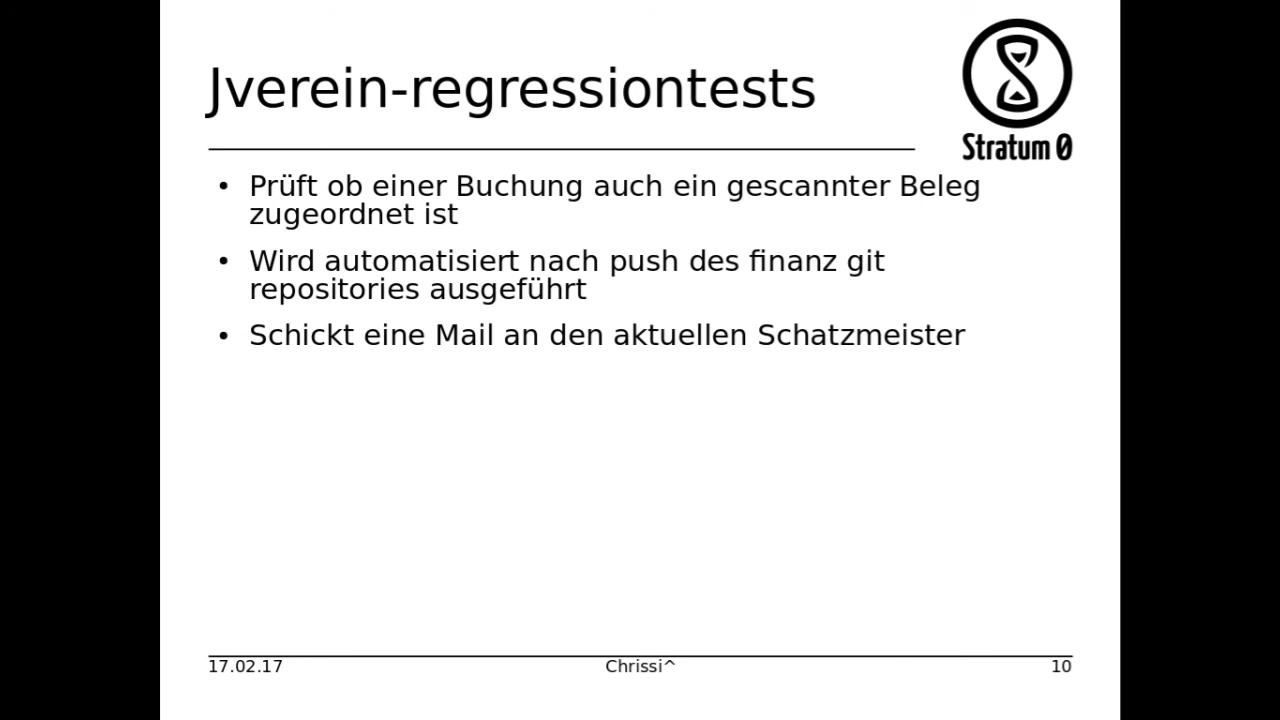 Jverein-regressiontests
Stratum 0
• Prüft ob einer Buchung auch ein gescannter Beleg
zugeordnet ist
• Wird automatisiert nach push des finanz git
repositories ausgeführt
• Schickt eine Mail an den aktuellen Schatzmeister
17.02.17
Chrissi^
10